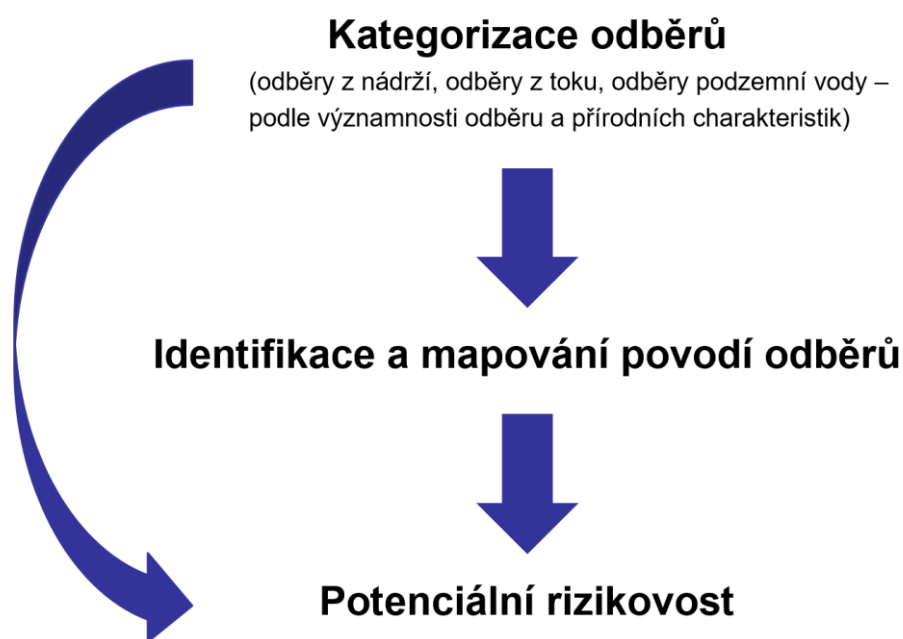 Kategorizace odběrů
(odběry z nádrží, odběry z toku, odběry podzemní vody –
podle významnosti odběru a přírodních charakteristik)
Identifikace a mapování povodí odběrů
Potenciální rizikovost